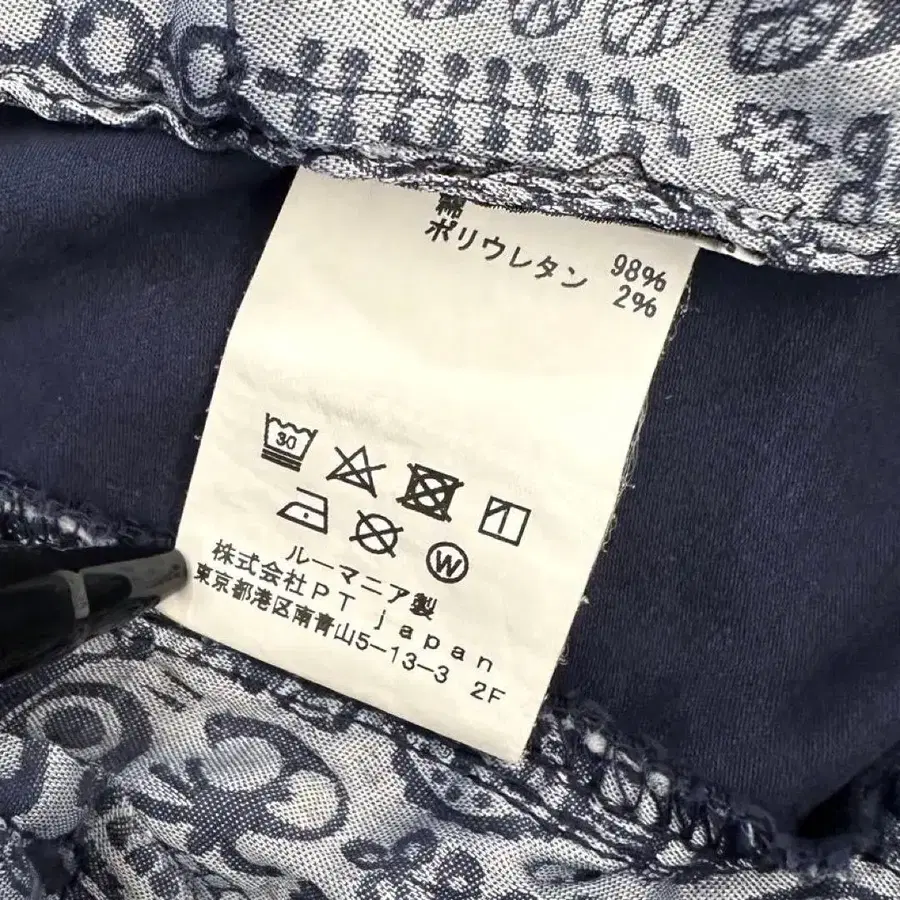 綿 98%
ポリウレタン 2%
30
W
ルーマニア製
株式会社PT japan
東京都港区南青山5-13-3 2F